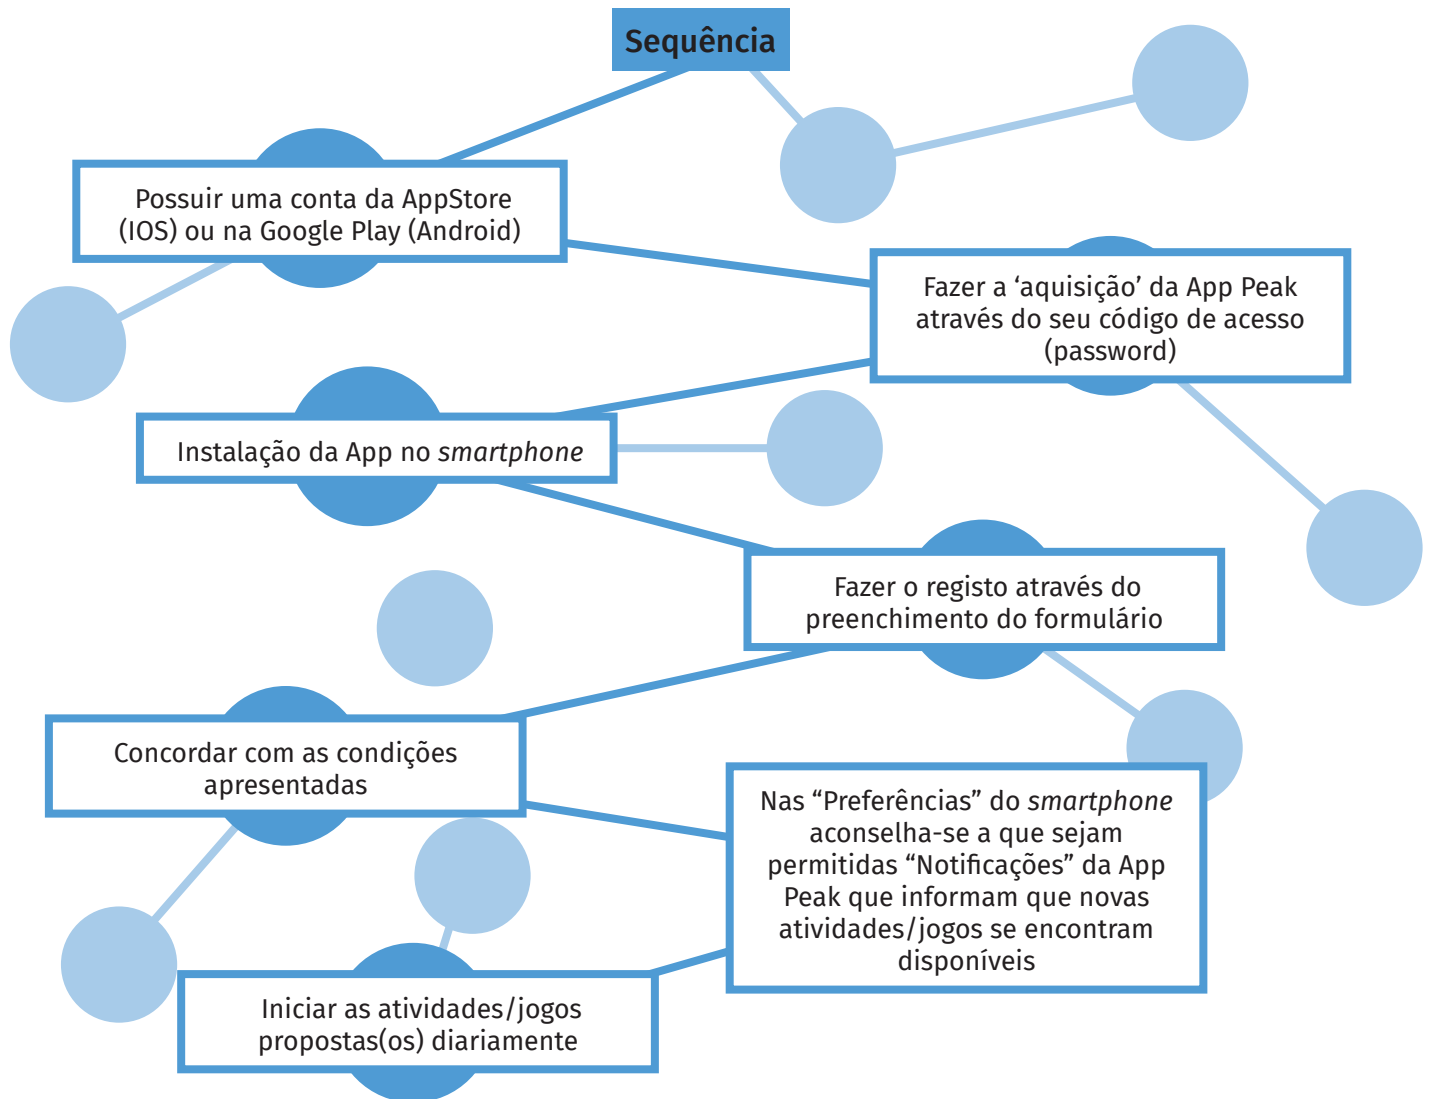 Sequência
Possuir uma conta da AppStore
(IOS) ou na Google Play (Android)
Fazer a ‘aquisição’ da App Peak
através do seu código de acesso
(password)
Instalação da App no smartphone
Fazer o registo através do
preenchimento do formulário
Concordar com as condições
apresentadas
Nas “Preferências” do smartphone
aconselha-se a que sejam
permitidas “Notificações” da App
Peak que informam que novas
atividades/jogos se encontram
disponíveis
Iniciar as atividades/jogos
propostas(os) diariamente